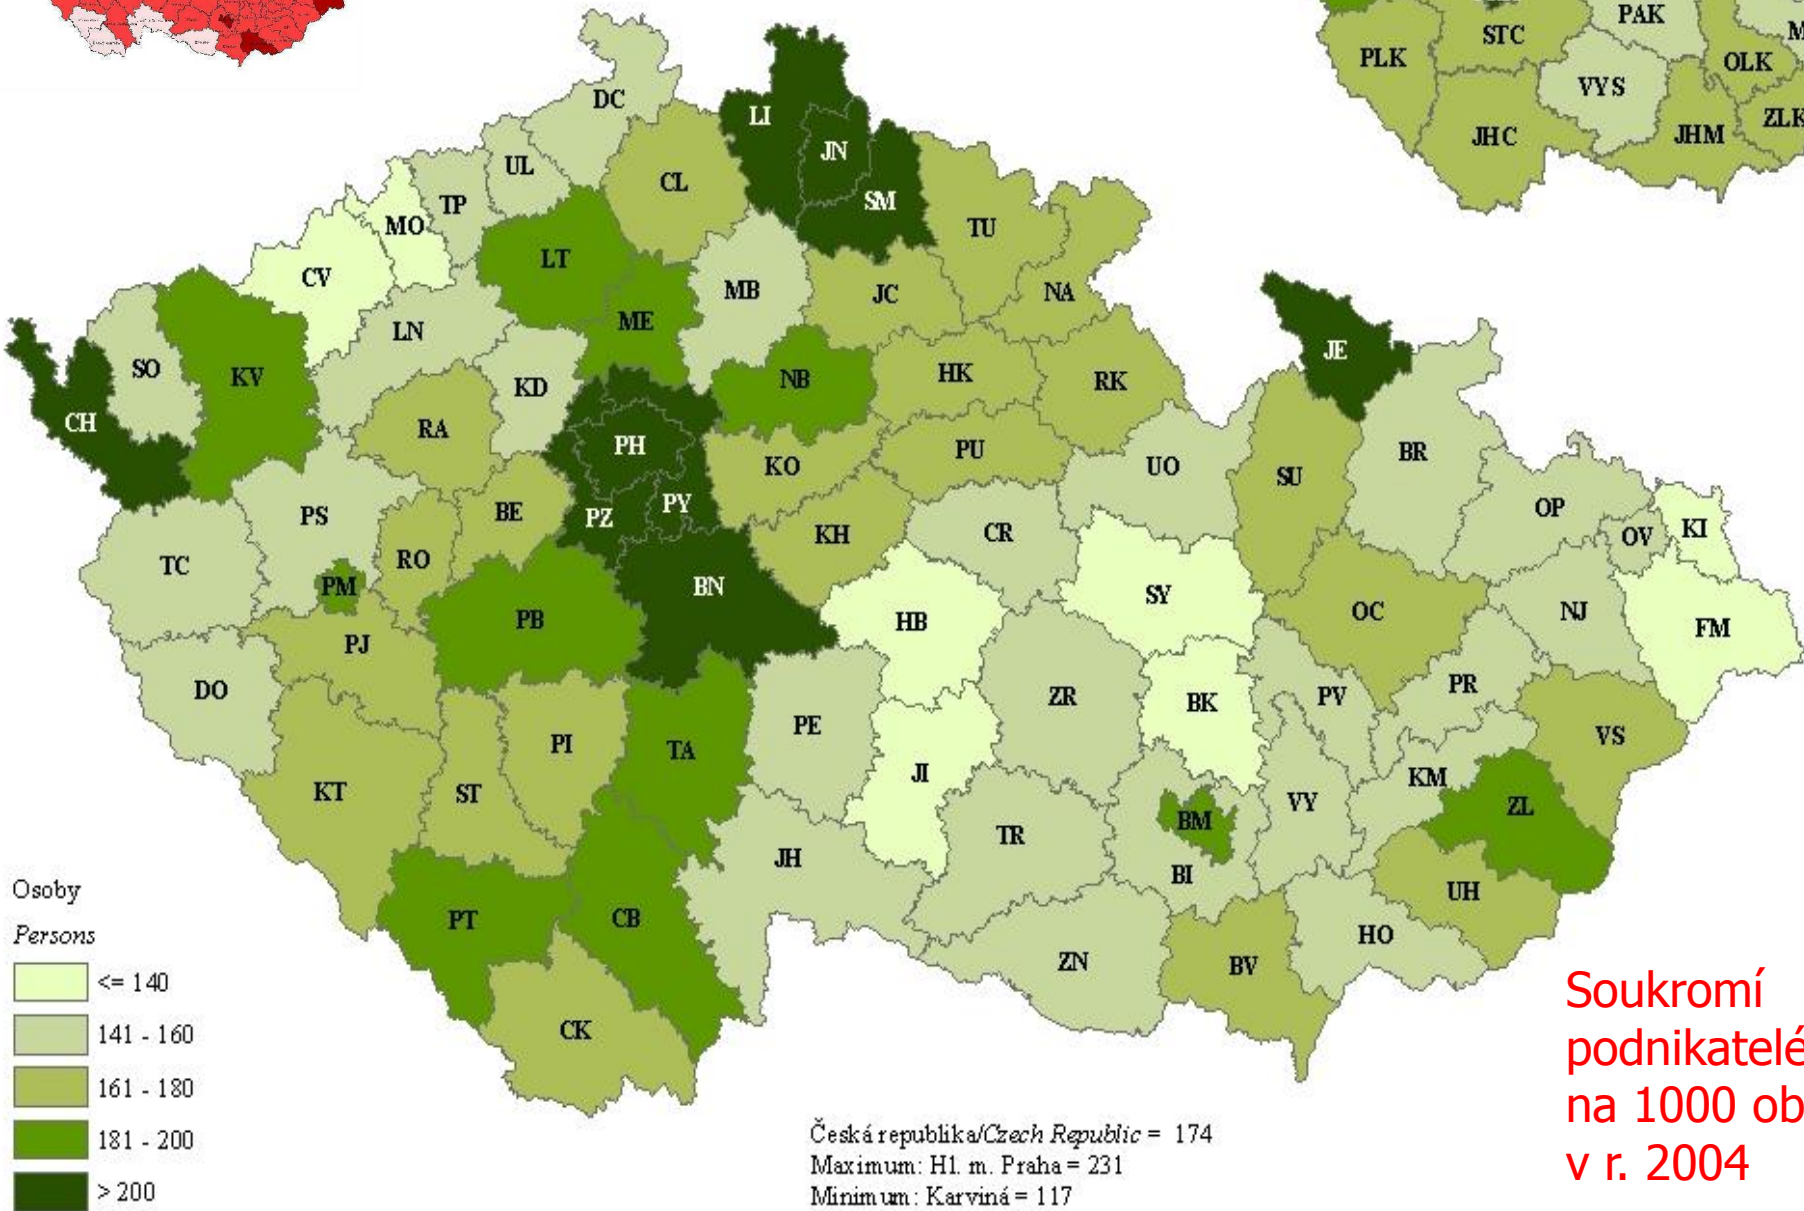 PAK
STC
M
PLK
OLK
VYS
ZLK
JHC
JHM
DC
LI
JN
UL
CL
SM
TP
MO
TU
LT
CV
MB
JC
NA
ME
LN
JE
SO
KV
KD
NB
HK
RK
CH
RA
PH
KO
PU
UO
SU
BR
PS
BE
PZ
PY
KH
CR
OP
OV
KI
TC
RO
PM
BN
SY
OC
NJ
PB
HB
FM
PJ
DO
ZR
BK
PV
PR
PE
PI
TA
VS
KT
ST
JI
KM
VY
ZL
BM
TR
JH
BI
UH
PT
CB
HO
ZN
BV
CK
Osoby
Persons
<= 140
141 - 160
161 - 180
181 - 200
> 200
Česká republika/Czech Republic = 174
Maximum: Hl. m. Praha = 231
Minimum: Karviná = 117
Soukromí
podnikatelé
na 1000 ob
v r. 2004